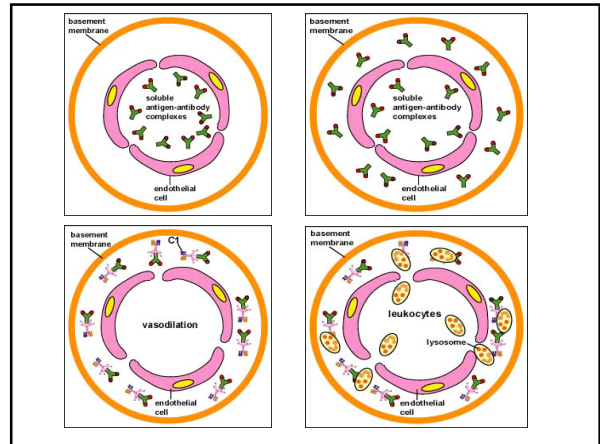 basement
membrane
soluble
antigen-antibody
complexes
endothelial
cell
basement
membrane
soluble
antigen-antibody
complexes
endothelial
cell
basement
membrane
C1
vasodilation
endothelial
cell
basement
membrane
leukocytes
lysosome
endothelial
cell